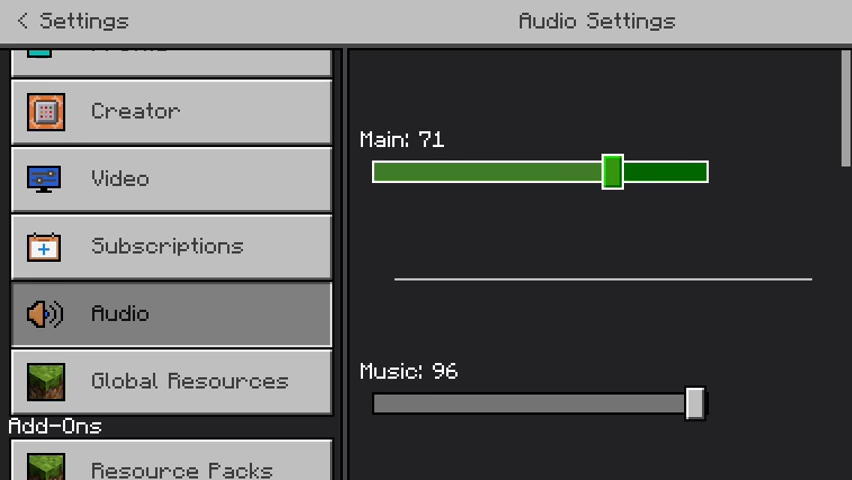 < Settings
Audio Settings
Creator
Video
Subscriptions
Audio
Global Resources
Add-Ons
Resource Packs
Main: 71
Music: 96